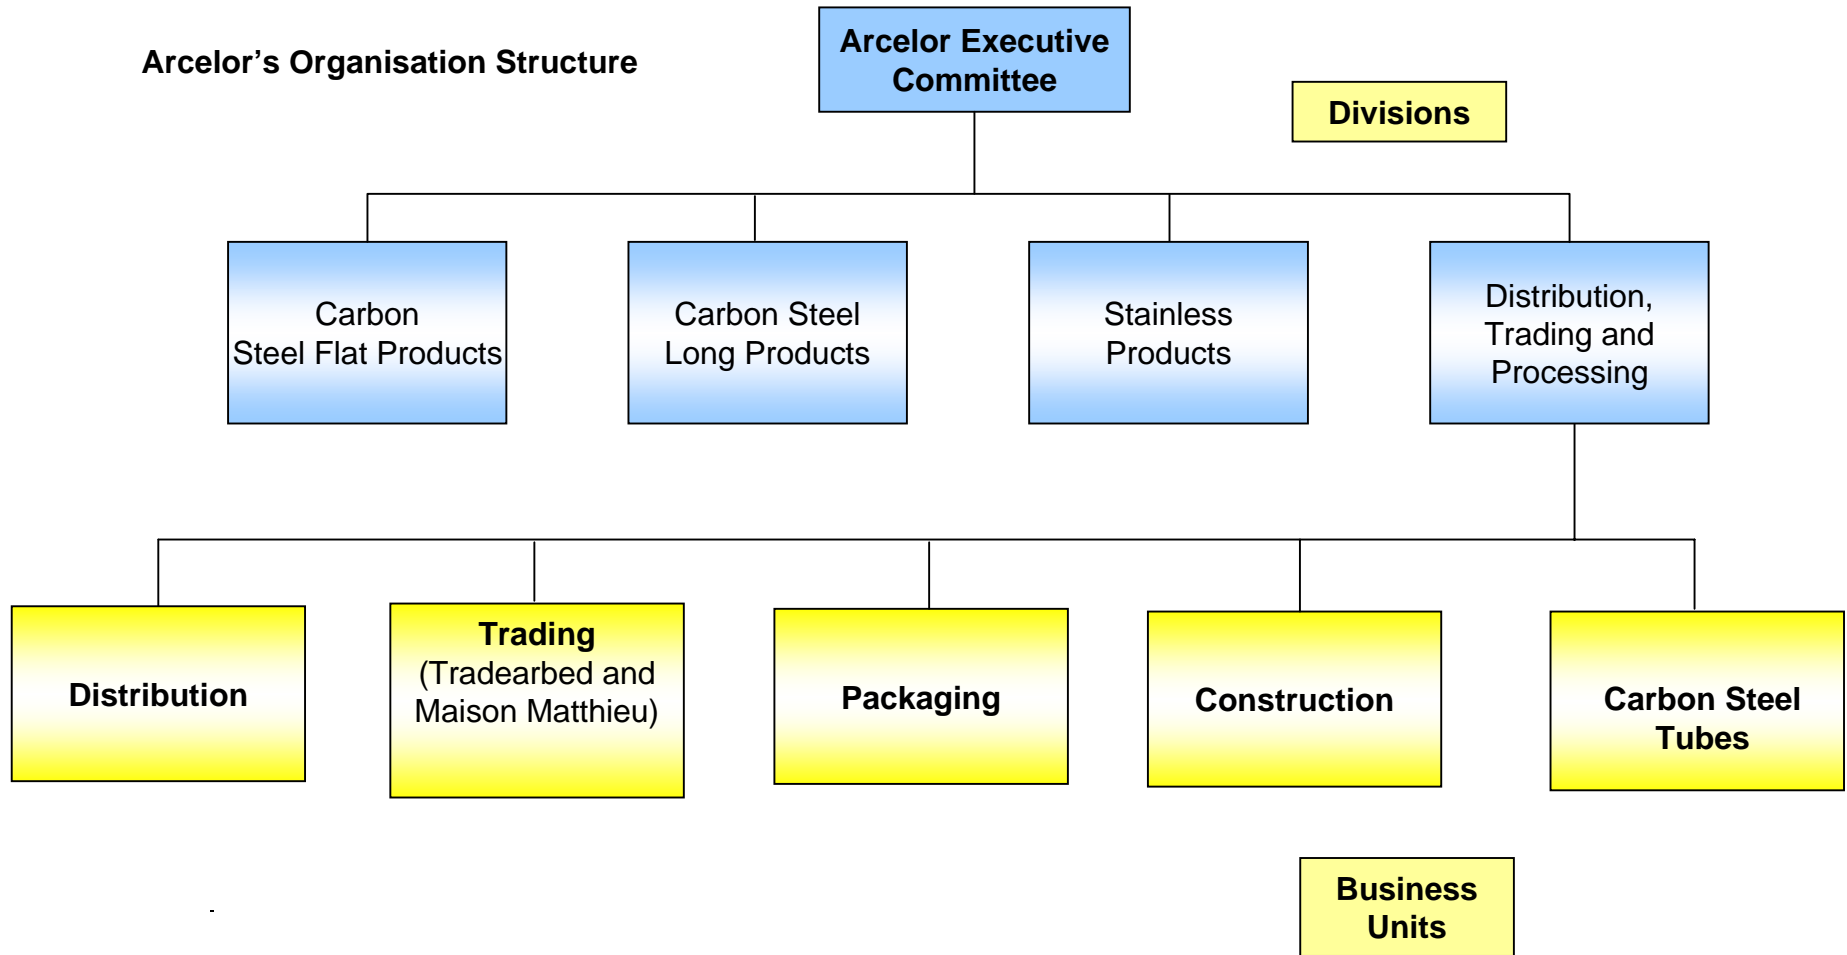 Arcelor's Organisation Structure
Arcelor Executive
Committee
Divisions
Carbon
Steel Flat Products
Carbon Steel
Long Products
Stainless
Products
Distribution,
Trading and
Processing
Distribution
Trading
(Tradearbed and
Maison Matthieu)
Packaging
Construction
Carbon Steel
Tubes
Business
Units